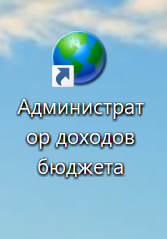 Администрат
ор доходов
бюджета